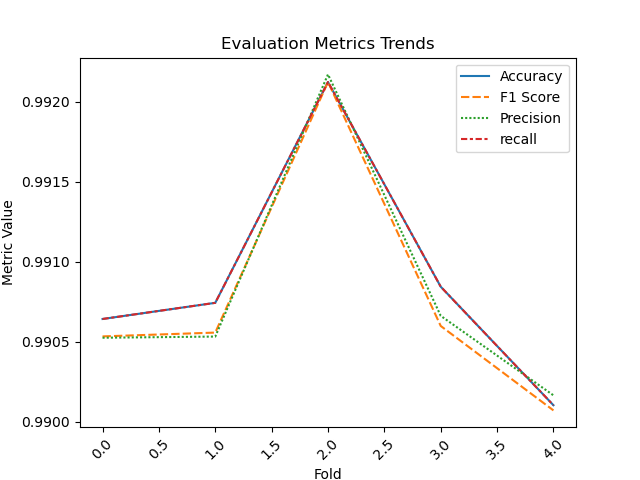 Evaluation Metrics Trends
Accuracy
F1 Score
Precision
recall
Metric Value
0.9920
0.9915
0.9910
0.9905
0.9900
0.0
0.5
1.0
1.5
2.0
2.5
3.0
3.5
4.0
Fold